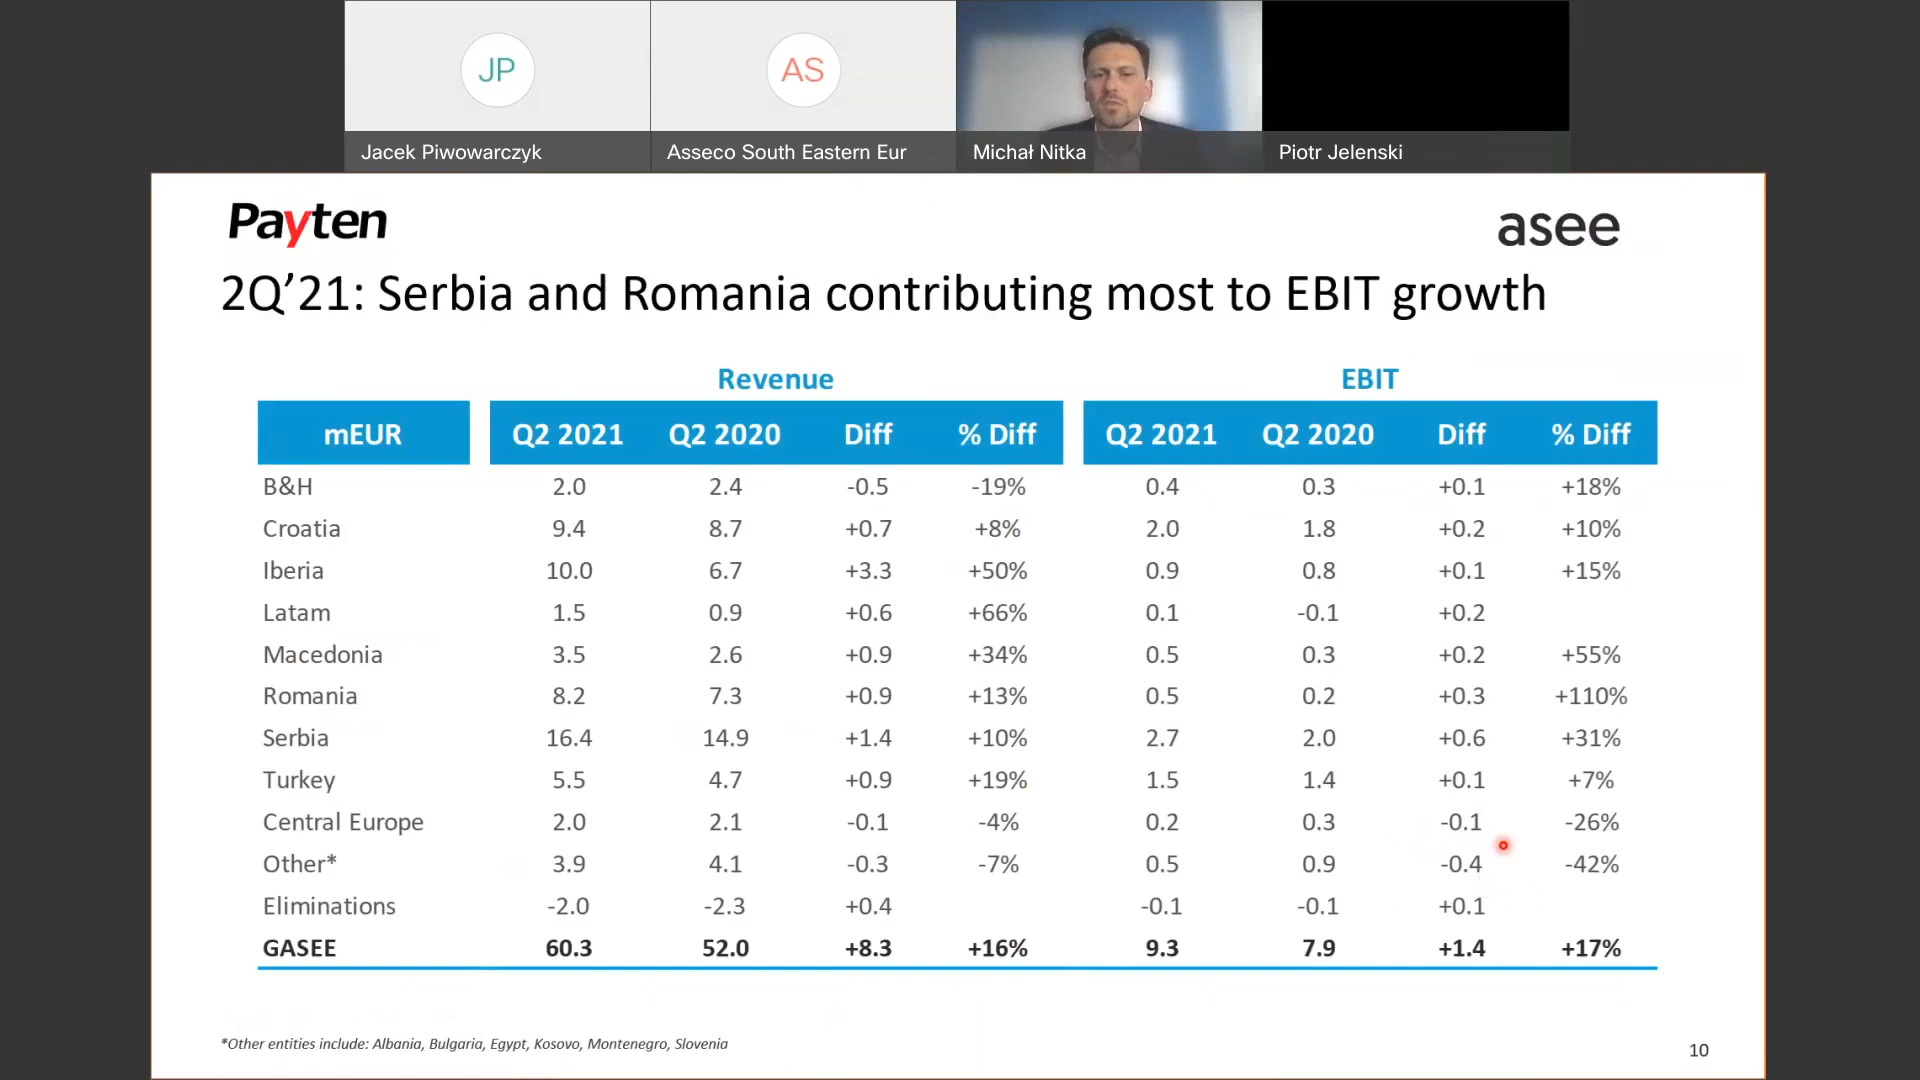 JP
AS
Jacek Piwowarczyk
Asseco South Eastern Eur
Michał Nitka
Piotr Jelenski
Payten
asee
2Q’21: Serbia and Romania contributing most to EBIT growth
Revenue EBIT
mEUR Q2 2021 Q2 2020 Diff % Diff Q2 2021 Q2 2020 Diff % Diff
B&H 2.0 2.4 -0.5 -19% 0.4 0.3 +0.1 +18%
Croatia 9.4 8.7 +0.7 +8% 2.0 1.8 +0.2 +10%
Iberia 10.0 6.7 +3.3 +50% 0.9 0.8 +0.1 +15%
Latam 1.5 0.9 +0.6 +66% 0.1 -0.1 +0.2
Macedonia 3.5 2.6 +0.9 +34% 0.5 0.3 +0.2 +55%
Romania 8.2 7.3 +0.9 +13% 0.5 0.2 +0.3 +110%
Serbia 16.4 14.9 +1.4 +10% 2.7 2.0 +0.6 +31%
Turkey 5.5 4.7 +0.9 +19% 1.5 1.4 +0.1 +7%
Central Europe 2.0 2.1 -0.1 -4% 0.2 0.3 -0.1 -26%
Other* 3.9 4.1 -0.3 -7% 0.5 0.9 -0.4 -42%
Eliminations -2.0 -2.3 +0.4 -0.1 -0.1 +0.1
GASEE 60.3 52.0 +8.3 +16% 9.3 7.9 +1.4 +17%
*Other entities include: Albania, Bulgaria, Egypt, Kosovo, Montenegro, Slovenia
10